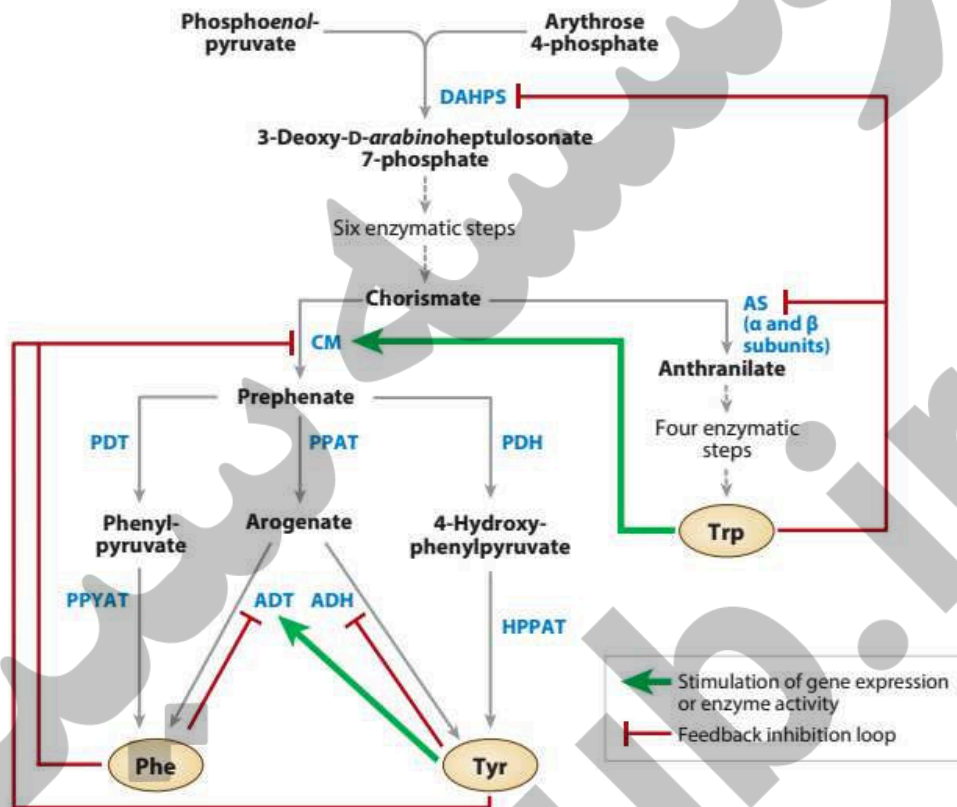 Phosphoenol-
pyruvate
Arythrose
4-phosphate
DAHPS
3-Deoxy-D-arabinoheptulosonate
7-phosphate
Six enzymatic steps
Chorismate
AS
(α and β
subunits)
CM
Anthranilate
Prephenate
Four enzymatic
steps
PDT
PPAT
PDH
Phenyl-
pyruvate
Arogenate
4-Hydroxy-
phenylpyruvate
Trp
PPYAT
ADT
ADH
HPPAT
Stimulation of gene expression
or enzyme activity
Feedback inhibition loop
Phe
Tyr